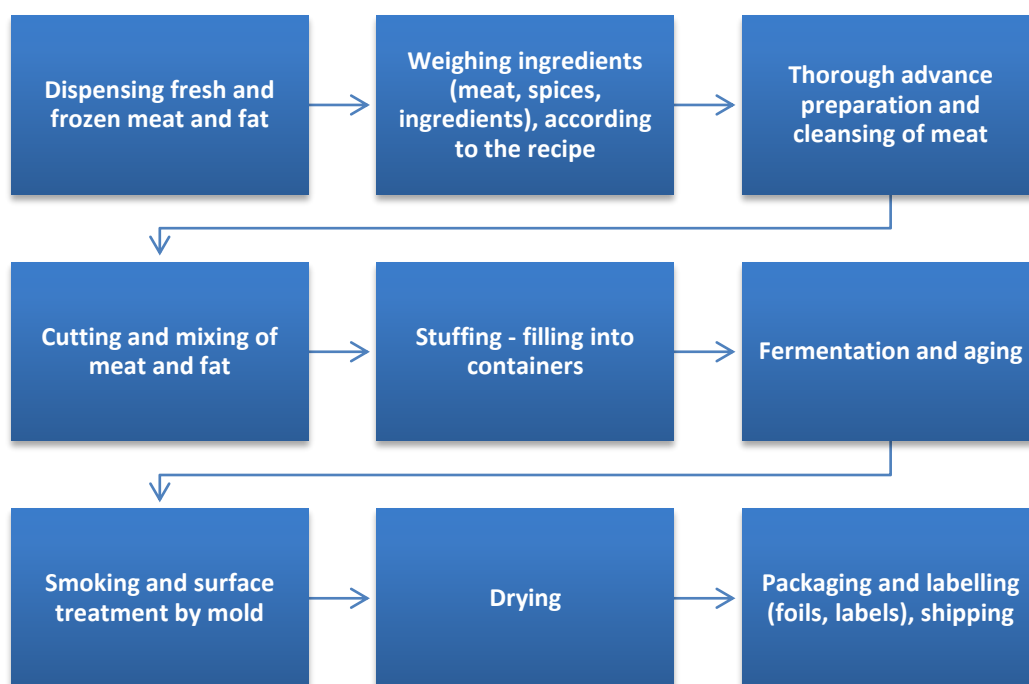 Dispensing fresh and
frozen meat and fat
Weighing ingredients
(meat, spices,
ingredients), according
to the recipe
Thorough advance
preparation and
cleansing of meat
Cutting and mixing of
meat and fat
Stuffing - filling into
containers
Fermentation and aging
Smoking and surface
treatment by mold
Drying
Packaging and labelling
(foils, labels), shipping